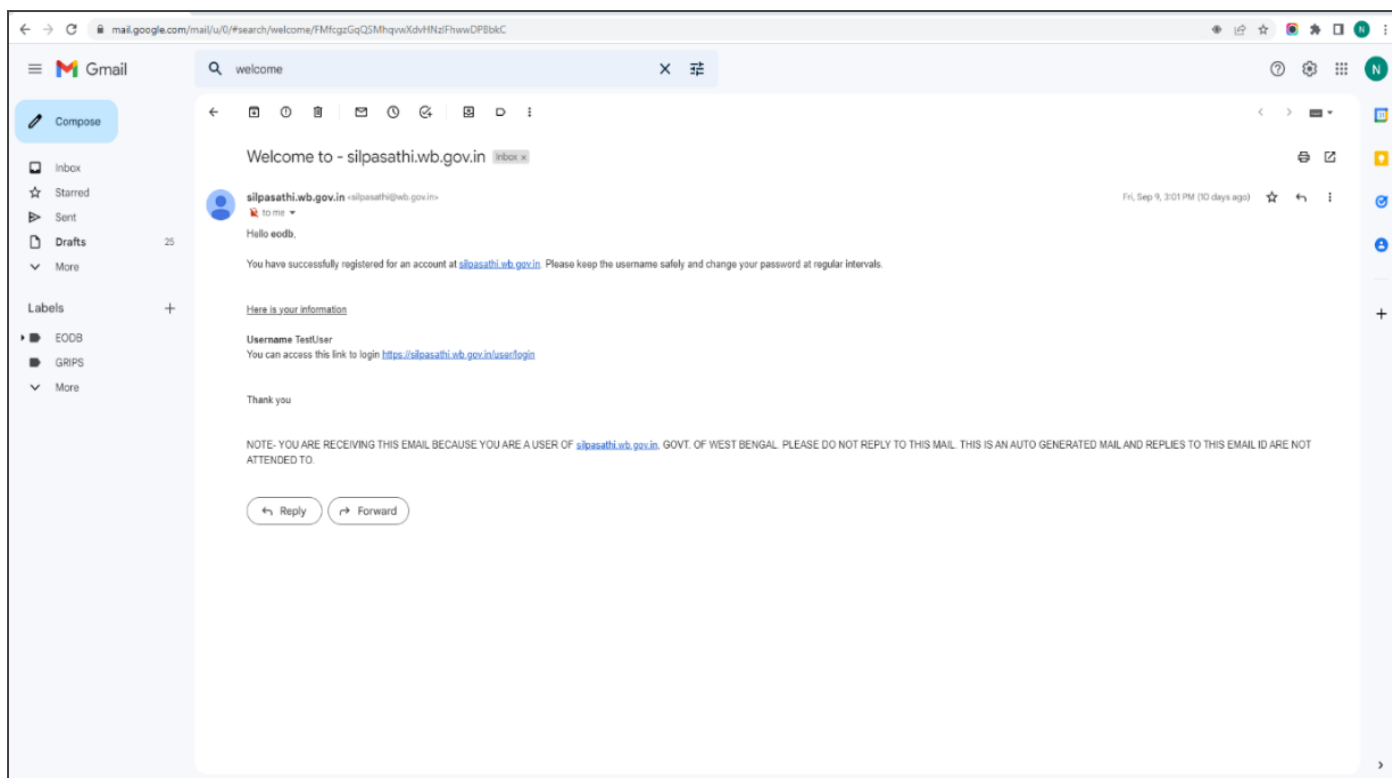 mail.google.com/mail/u/0/#search/welcome/
N
Gmail
welcome
N
Compose
Inbox
Starred
Sent
Drafts 25
More
Labels
EODB
GRIPS
More
Welcome to - silpasathi.wb.gov.in Inbox x
silpasathi.wb.gov.in <silpasathi@wb.gov.in> Fri, Sep 9, 3:01 PM (10 days ago)
to me
Hello eodb,
You have successfully registered for an account at silpasathi.wb.gov.in. Please keep the username safely and change your password at regular intervals.
Here is your information
Username TestUser
You can access this link to login https://silpasathi.wb.gov.in/user/login
Thank you
NOTE- YOU ARE RECEIVING THIS EMAIL BECAUSE YOU ARE A USER OF silpasathi.wb.gov.in, GOVT. OF WEST BENGAL. PLEASE DO NOT REPLY TO THIS MAIL. THIS IS AN AUTO GENERATED MAIL AND REPLIES TO THIS EMAIL ID ARE NOT
ATTENDED TO.
Reply Forward